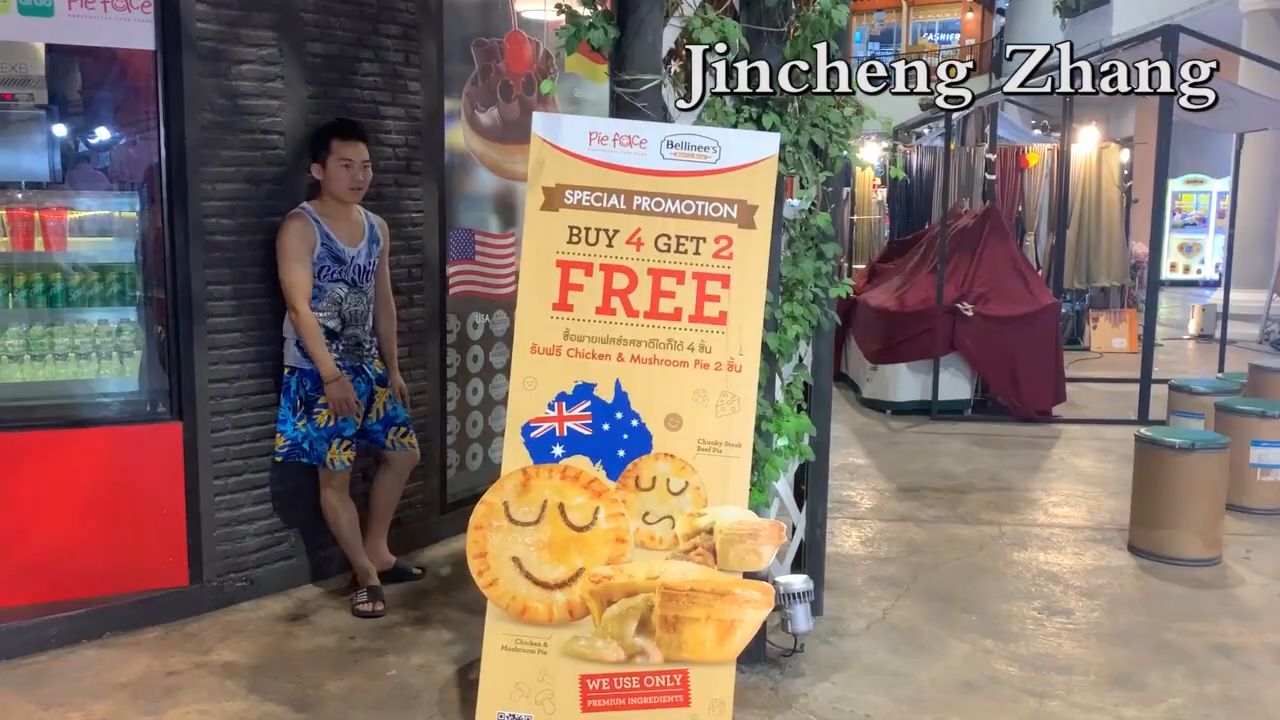 Pie face
Jincheng Zhang
CASHIER
Pie face
Bellinee's
SPECIAL PROMOTION
BUY 4 GET 2
FREE
ซื้อพายเฟสซ์รสชาติใดก็ได้ 4 ชิ้น
รับฟรี Chicken & Mushroom Pie 2 ชิ้น
USA
Chunky Steak
Beef Pie
Chicken &
Mushroom Pie
WE USE ONLY
PREMIUM INGREDIENTS